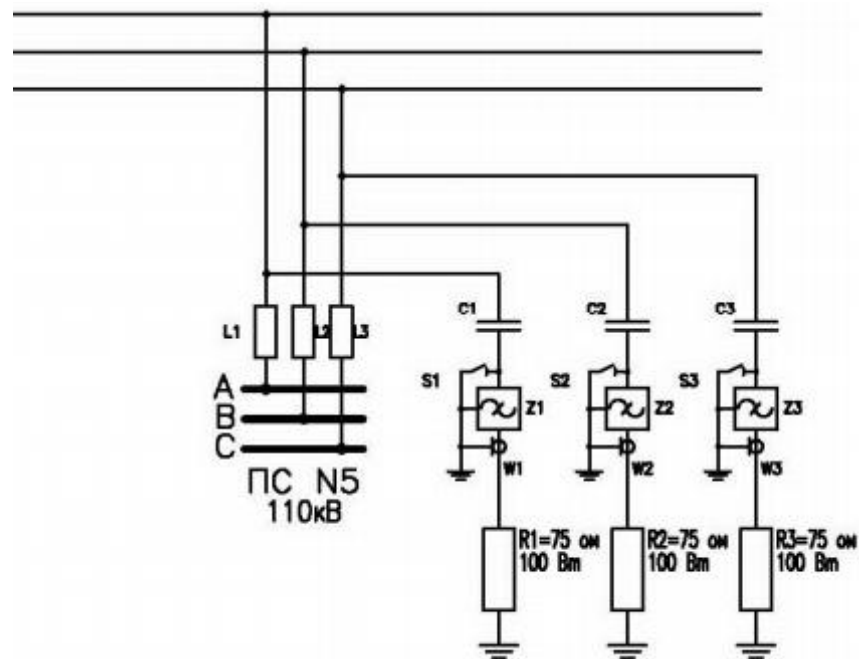 C1
C2
C3
L1
L2
L3
S1
S2
S3
A
B
C
Z1
Z2
Z3
W1
W2
W3
ПС N5
110кВ
R1=75 ом
100 Вт
R2=75 ом
100 Вт
R3=75 ом
100 Вт